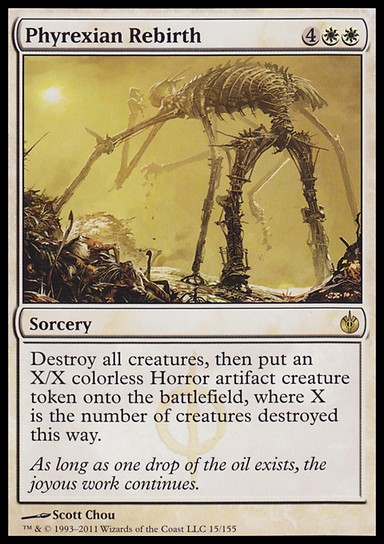 Phyrexian Rebirth 4
Sorcery
Destroy all creatures, then put an
X/X colorless Horror artifact creature
token onto the battlefield, where X
is the number of creatures destroyed
this way.
As long as one drop of the oil exists, the
joyous work continues.
Scott Chou
™ & © 1993–2011 Wizards of the Coast LLC 15/155